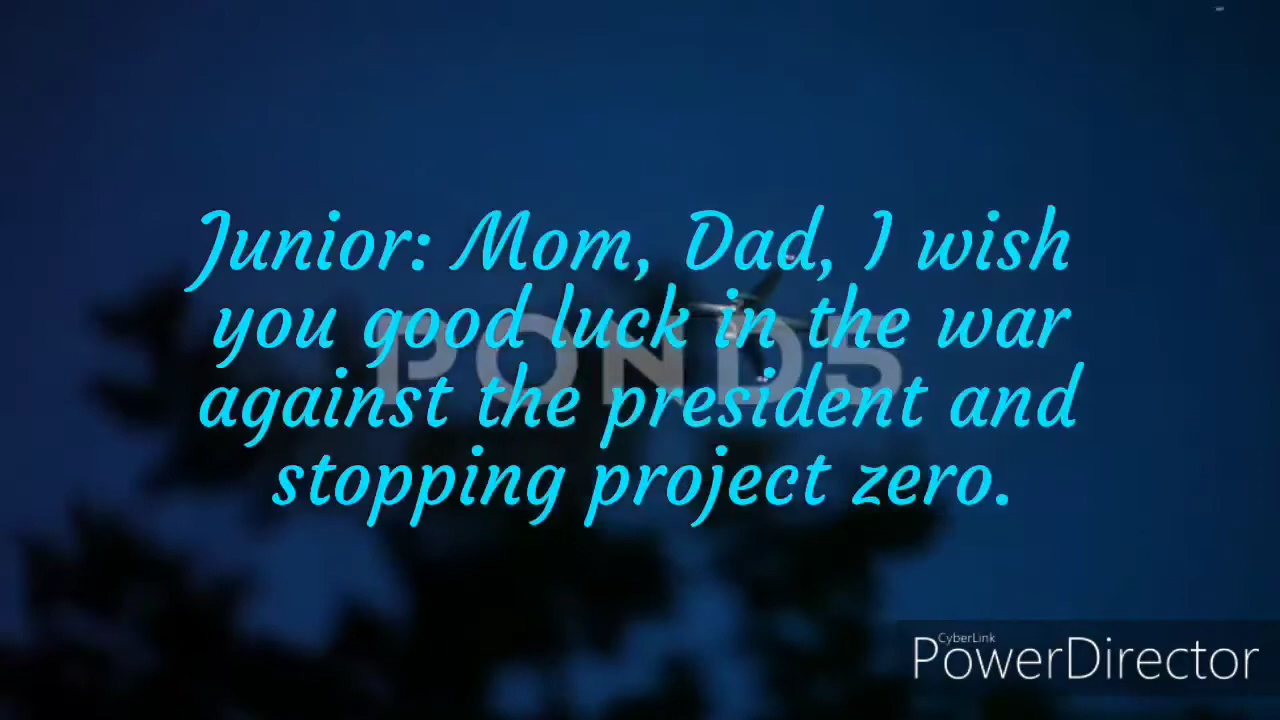 Junior: Mom, Dad, I wish
you good luck in the war
against the president and
stopping project zero.
POND5
CyberLink
PowerDirector